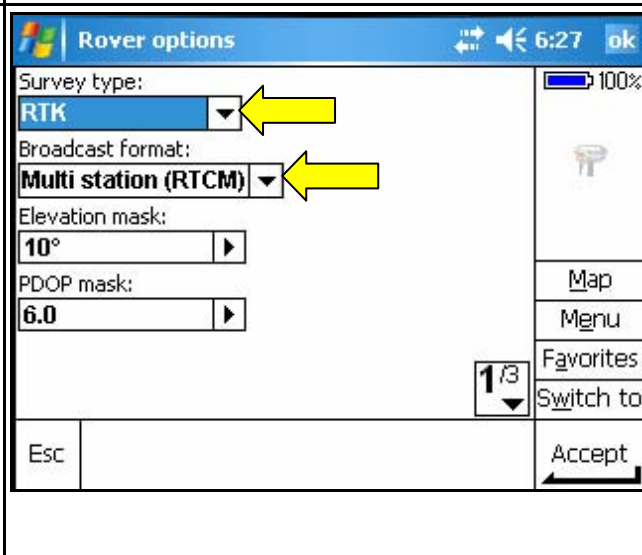 Rover options 6:27 ok
Survey type:
RTK
Broadcast format:
Multi station (RTCM)
Elevation mask:
10°
PDOP mask:
6.0
1/3
100%
Map
Menu
Favorites
Switch to
Esc
Accept